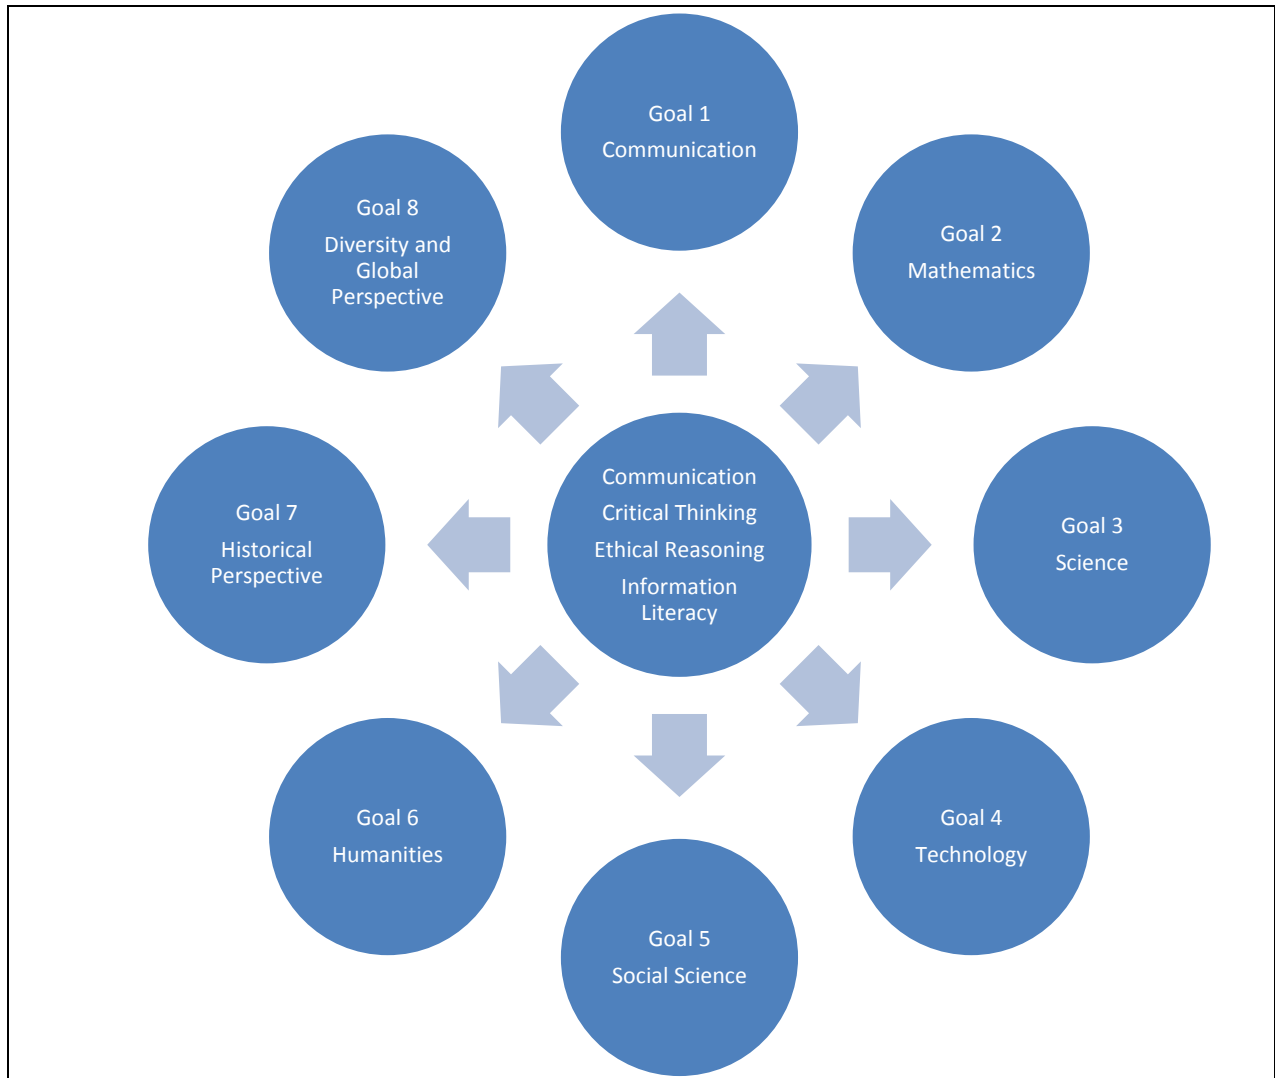 Goal 1
Communication
Goal 2
Mathematics
Goal 3
Science
Goal 4
Technology
Goal 5
Social Science
Goal 6
Humanities
Goal 7
Historical
Perspective
Goal 8
Diversity and
Global
Perspective
Communication
Critical Thinking
Ethical Reasoning
Information
Literacy